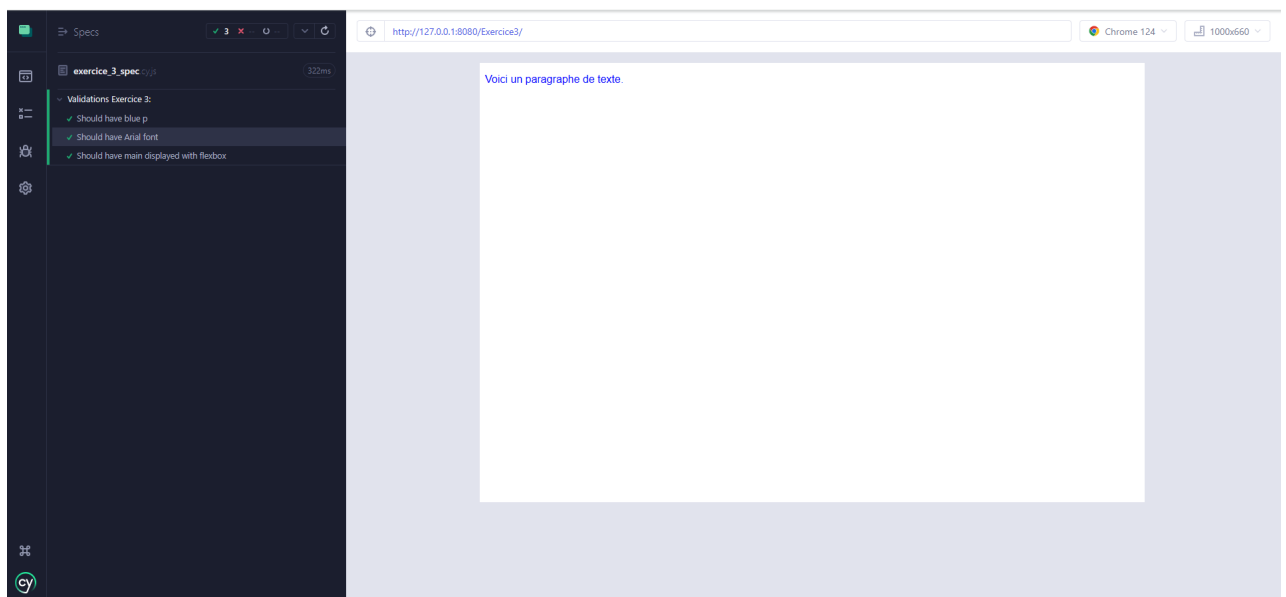 Specs
3 -- --
http://127.0.0.1:8080/Exercice3/
Chrome 124
1000x660
exercice_3_spec.cy.js
322ms
Validations Exercice 3:
Should have blue p
Should have Arial font
Should have main displayed with flexbox
Voici un paragraphe de texte.
cy